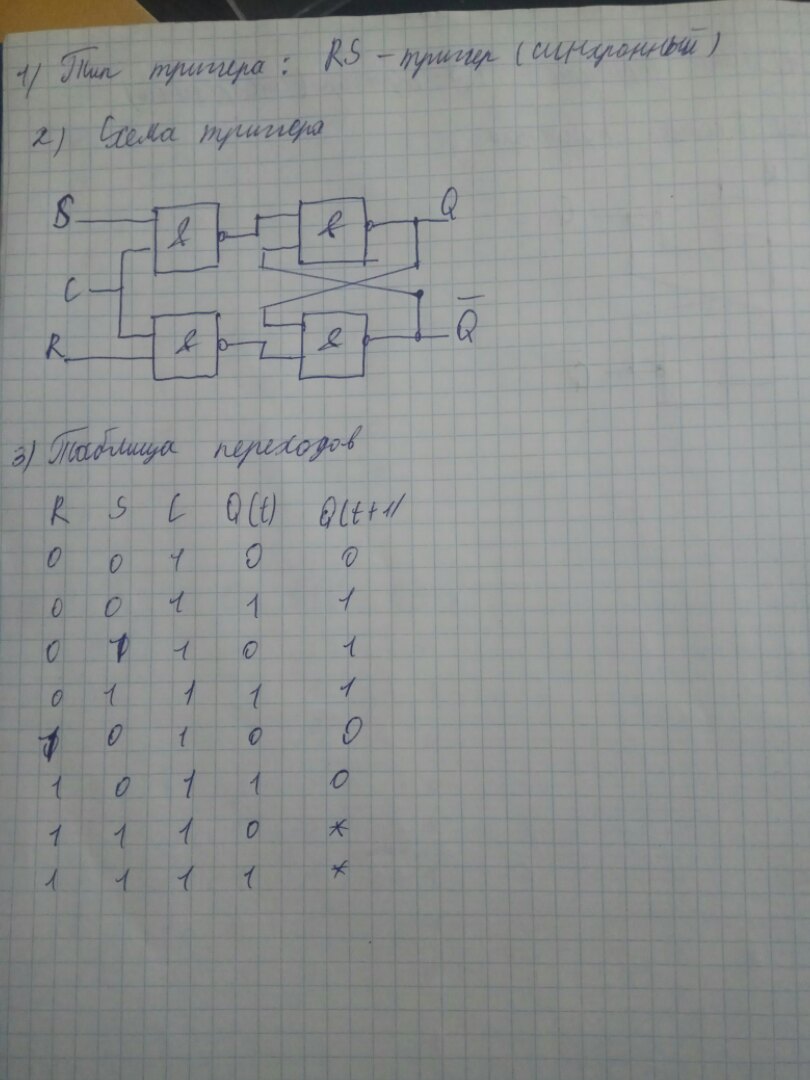 1) Тип триггера: RS - триггер (синхронный)
2) Схема триггера
S & & Q
C
R & & Q̅
3) Таблица переходов
R S C Q(t) Q(t+1)
0 0 1 0 0
0 0 1 1 1
0 1 1 0 1
0 1 1 1 1
1 0 1 0 0
1 0 1 1 0
1 1 1 0 *
1 1 1 1 *